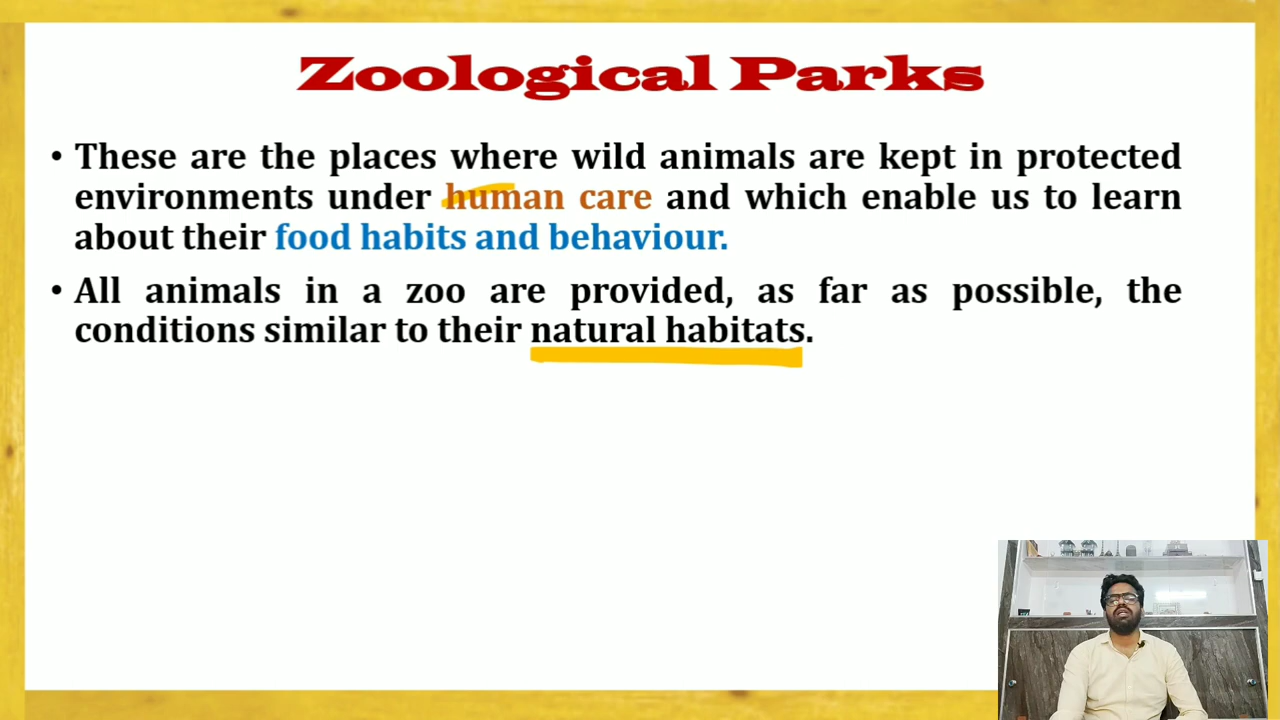 Zoological Parks
• These are the places where wild animals are kept in protected
environments under human care and which enable us to learn
about their food habits and behaviour.
• All animals in a zoo are provided, as far as possible, the
conditions similar to their natural habitats.